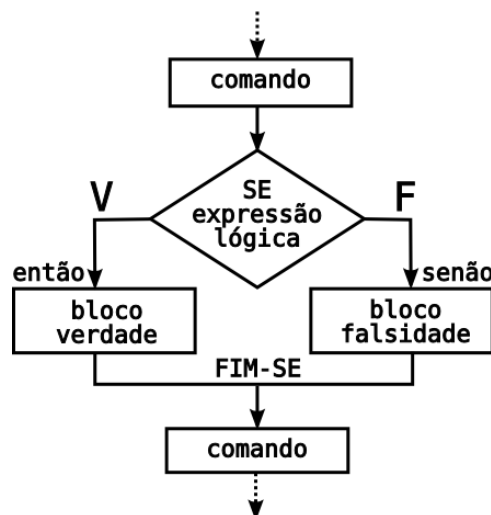 comando
V
SE
F
expressão
lógica
então
senão
bloco
verdade
bloco
falsidade
FIM-SE
comando